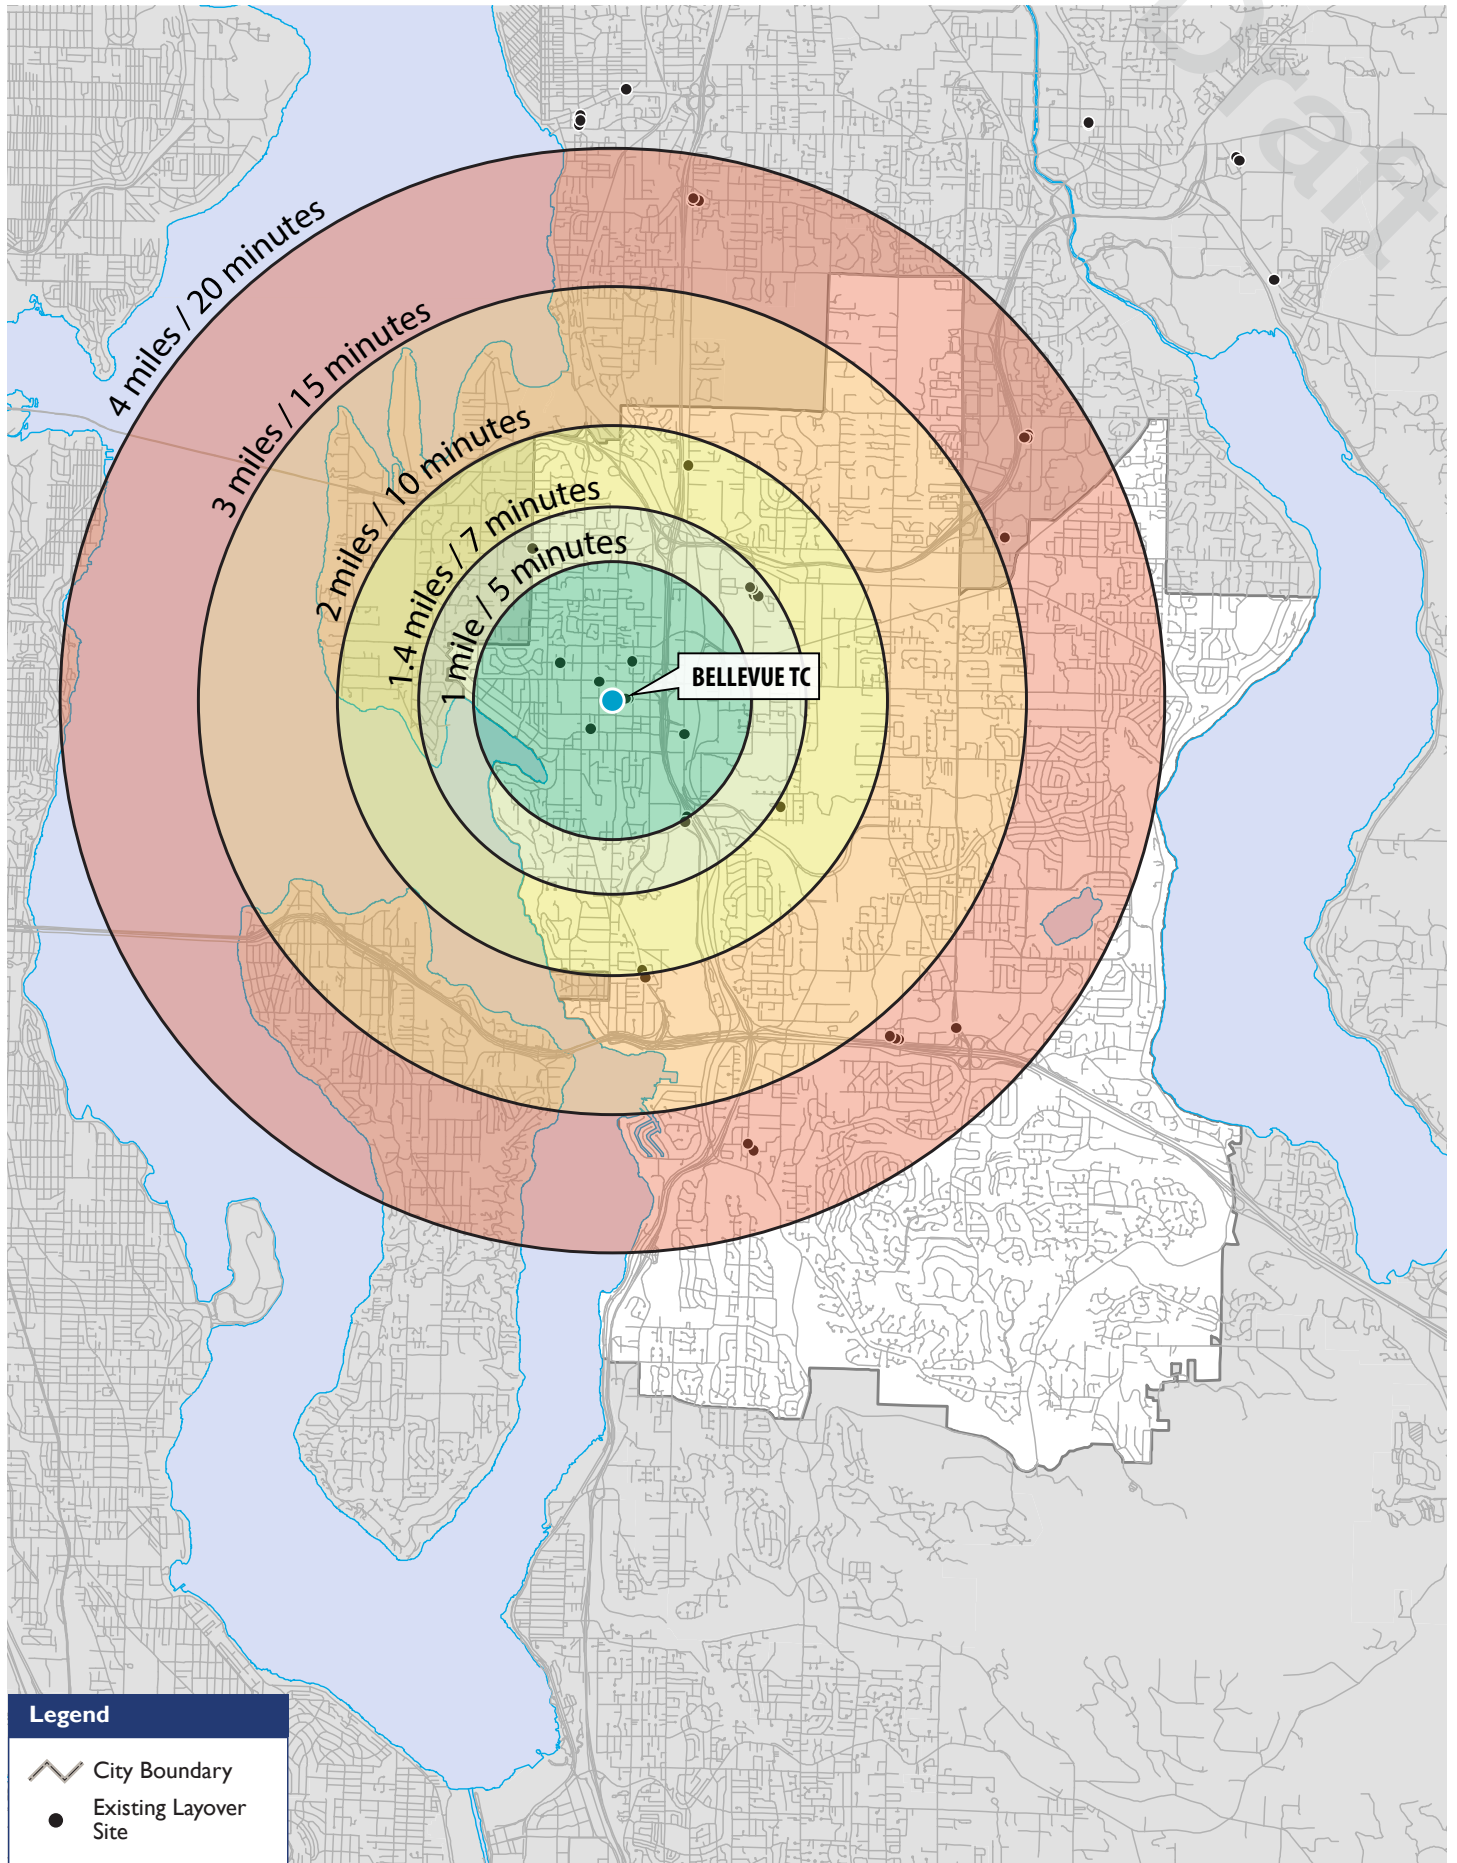 Draft
4 miles / 20 minutes
3 miles / 15 minutes
2 miles / 10 minutes
1.4 miles / 7 minutes
1 mile / 5 minutes
BELLEVUE TC
Legend
City Boundary
Existing Layover
Site